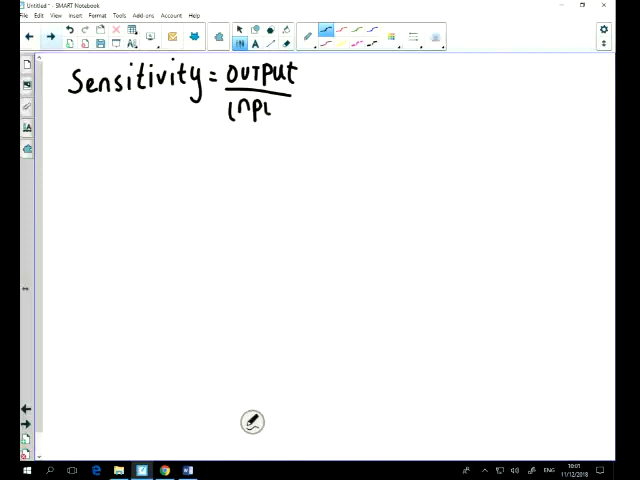 Untitled * - SMART Notebook
File Edit View Insert Format Tools Add-ons Account Help
Sensitivity = OUTPUT
inpu
ENG
10:01
11/12/2018